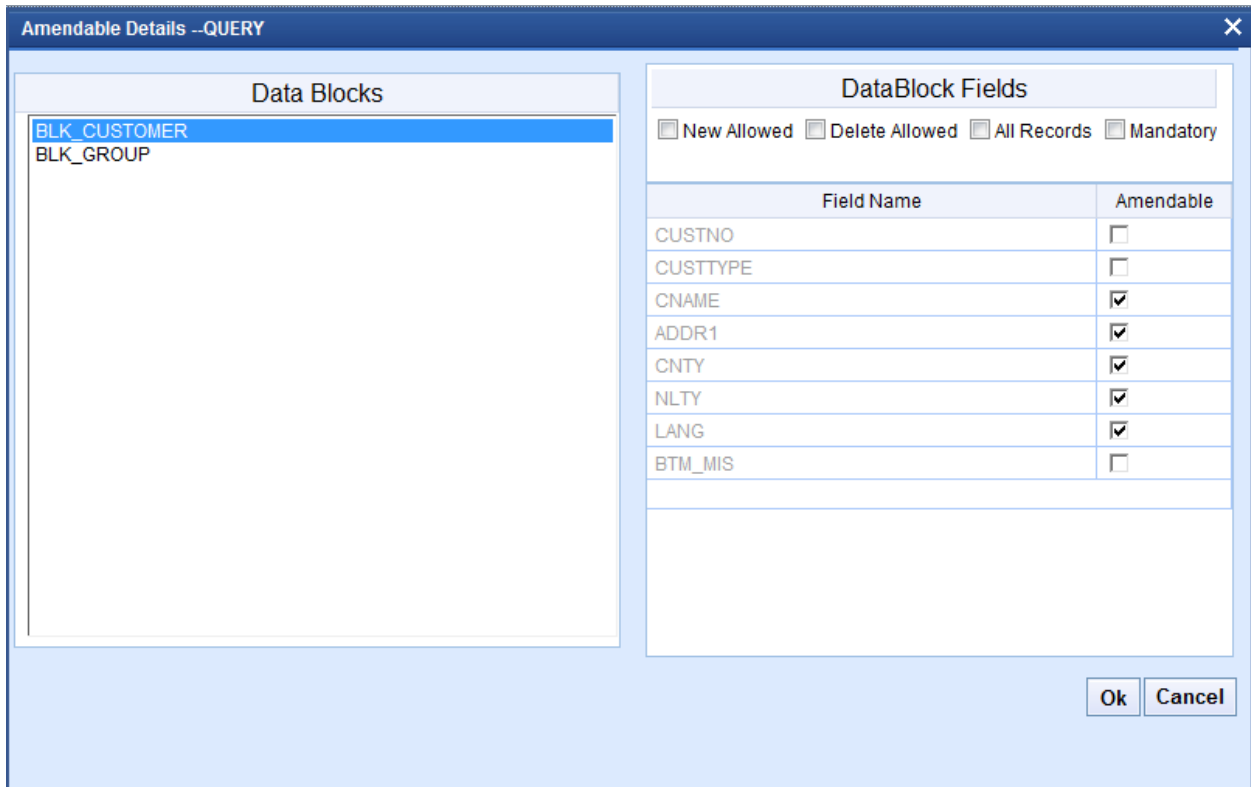 Amendable Details --QUERY
Data Blocks
BLK_CUSTOMER
BLK_GROUP
DataBlock Fields
New Allowed Delete Allowed All Records Mandatory
Field Name Amendable
CUSTNO
CUSTTYPE
CNAME
ADDR1
CNTY
NLTY
LANG
BTM_MIS
Ok Cancel